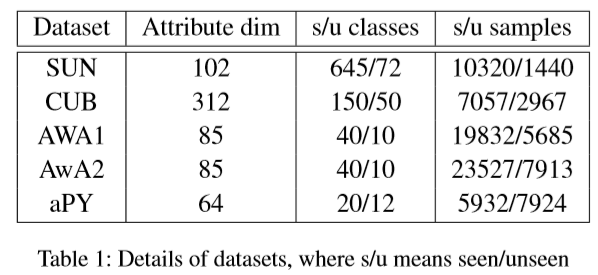 Dataset Attribute dim s/u classes s/u samples
SUN 102 645/72 10320/1440
CUB 312 150/50 7057/2967
AWA1 85 40/10 19832/5685
AwA2 85 40/10 23527/7913
aPY 64 20/12 5932/7924
Table 1: Details of datasets, where s/u means seen/unseen